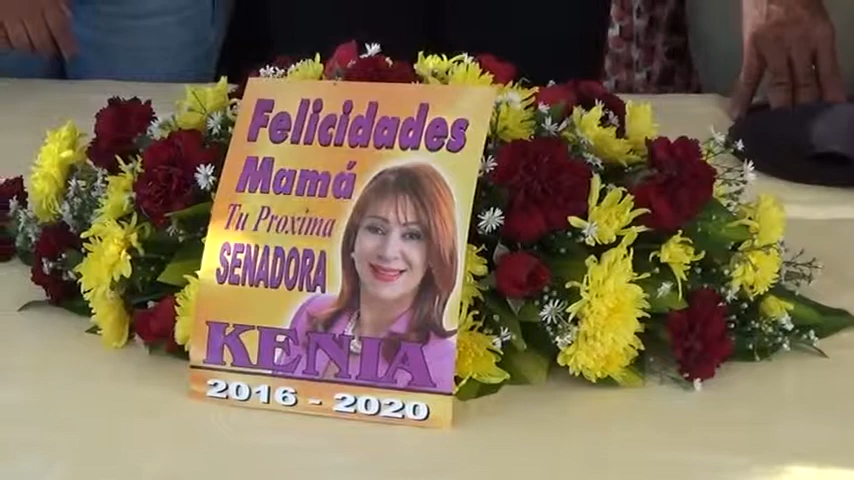 Felicidades
Mamá
Tu Proxima
SENADORA
KENIA
2016 - 2020